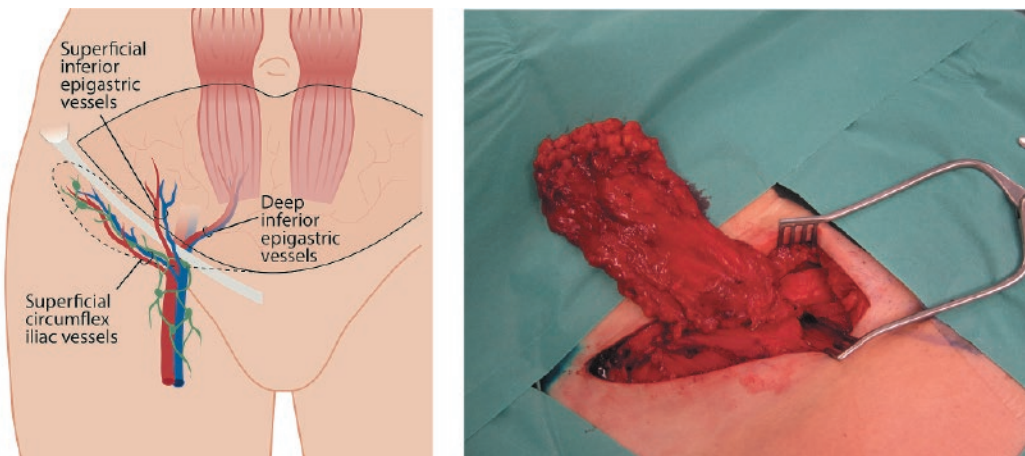 Superficial
inferior
epigastric
vessels
Deep
inferior
epigastric
vessels
Superficial
circumflex
iliac vessels